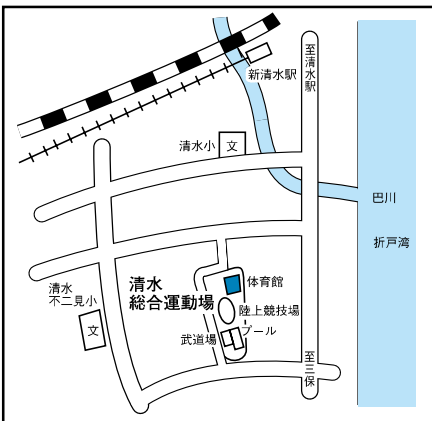 至清水駅
新清水駅
清水小
文
巴川
折戸湾
清水
総合運動場
体育館
陸上競技場
プール
武道場
清水
不二見小
文
至三保